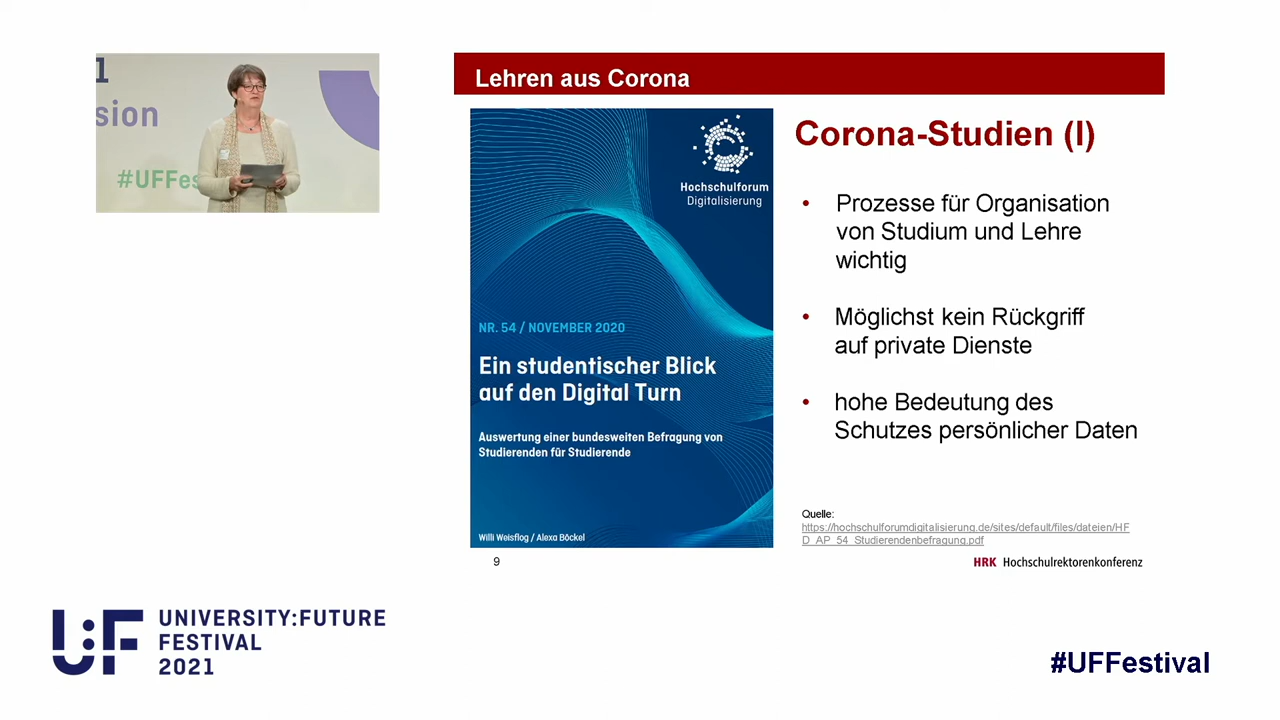 1
sion
#UFFes
Lehren aus Corona
Hochschulforum
Digitalisierung
NR. 54 / NOVEMBER 2020
Ein studentischer Blick
auf den Digital Turn
Auswertung einer bundesweiten Befragung von
Studierenden für Studierende
Willi Weisflog / Alexa Böckel
Corona-Studien (I)
• Prozesse für Organisation
von Studium und Lehre
wichtig
• Möglichst kein Rückgriff
auf private Dienste
• hohe Bedeutung des
Schutzes persönlicher Daten
Quelle:
https://hochschulforumdigitalisierung.de/sites/default/files/dateien/HF
D_AP_54_Studierendenbefragung.pdf
9
HRK Hochschulrektorenkonferenz
U:F
UNIVERSITY:FUTURE
FESTIVAL
2021
#UFFestival